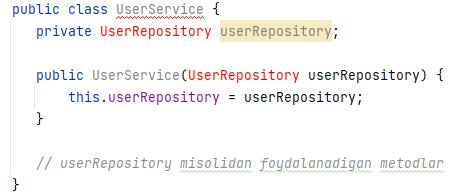 public class UserService {
private UserRepository userRepository;
public UserService(UserRepository userRepository) {
this.userRepository = userRepository;
}
// userRepository misolidan foydalanadigan metodlar
}